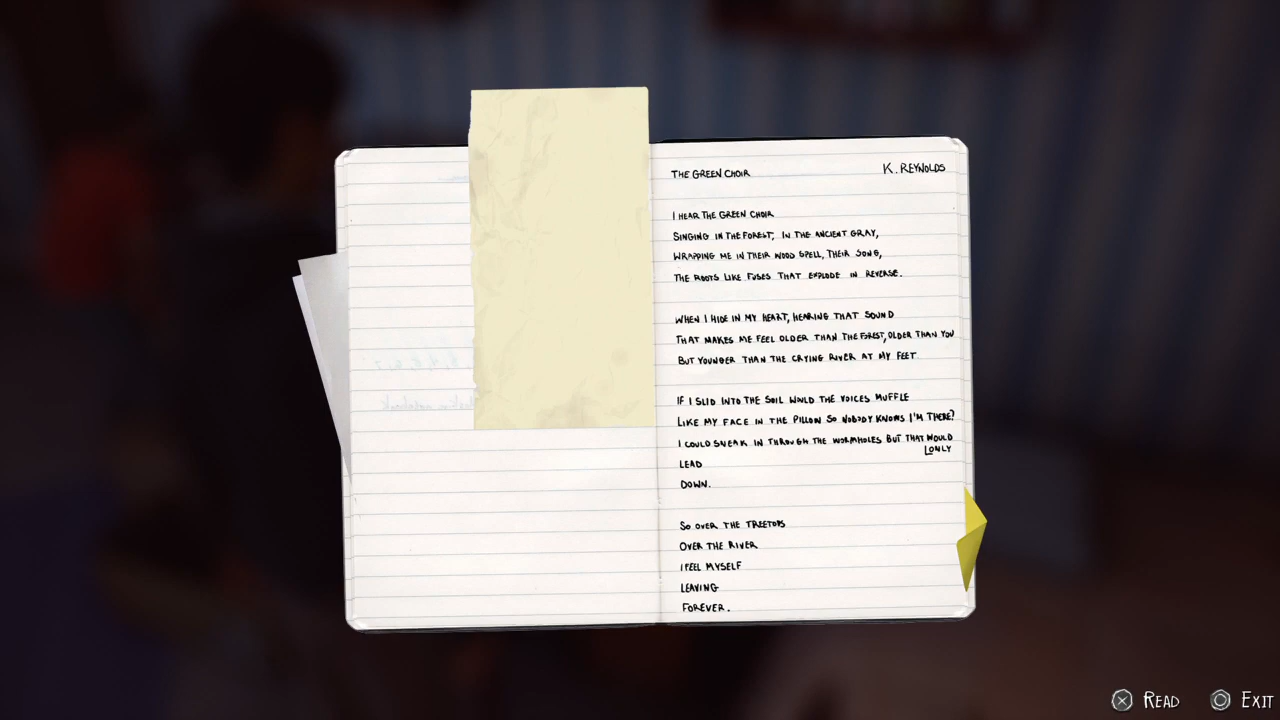 THE GREEN CHOIR
K. REYNOLDS
I HEAR THE GREEN CHOIR
SINGING IN THE FOREST, IN THE ANCIENT GRAY,
WRAPPING ME IN THEIR WOOD SPELL, THEIR SONG,
THE ROOTS LIKE FUSES THAT EXPLODE IN REVERSE.
WHEN I HIDE IN MY HEART, HEARING THAT SOUND
THAT MAKES ME FEEL OLDER THAN THE FOREST, OLDER THAN YOU
BUT YOUNGER THAN THE CRYING RIVER AT MY FEET
IF I SLID INTO THE SOIL WOULD THE VOICES MUFFLE
LIKE MY FACE IN THE PILLOW SO NOBODY KNOWS I'M THERE?
I COULD SNEAK IN THROUGH THE WORMHOLES BUT THAT WOULD
ONLY
LEAD
DOWN.
SO OVER THE TREETOPS
OVER THE RIVER
I FEEL MYSELF
LEAVING
FOREVER.
READ
EXIT